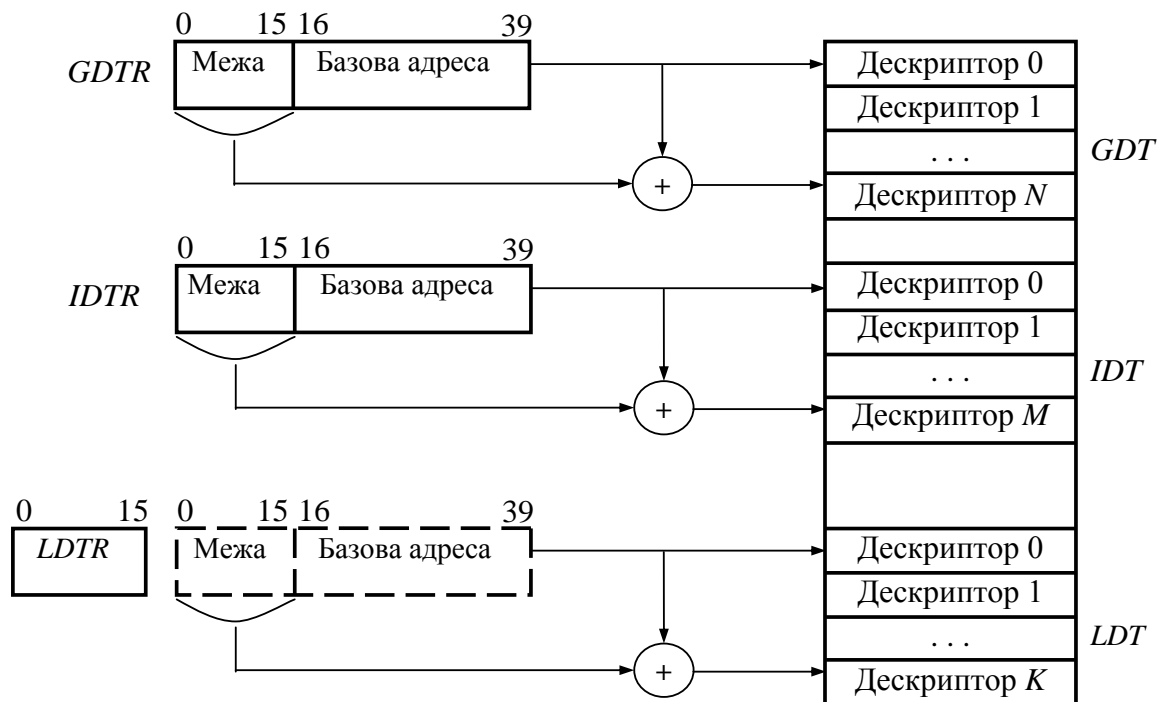 0 15 16 39
GDTR Межа Базова адреса Дескриптор 0
Дескриптор 1
. . . GDT
+ Дескриптор N
0 15 16 39
IDTR Межа Базова адреса Дескриптор 0
Дескриптор 1
. . . IDT
+ Дескриптор M
0 15 0 15 16 39
LDTR Межа Базова адреса Дескриптор 0
Дескриптор 1
. . . LDT
+ Дескриптор K